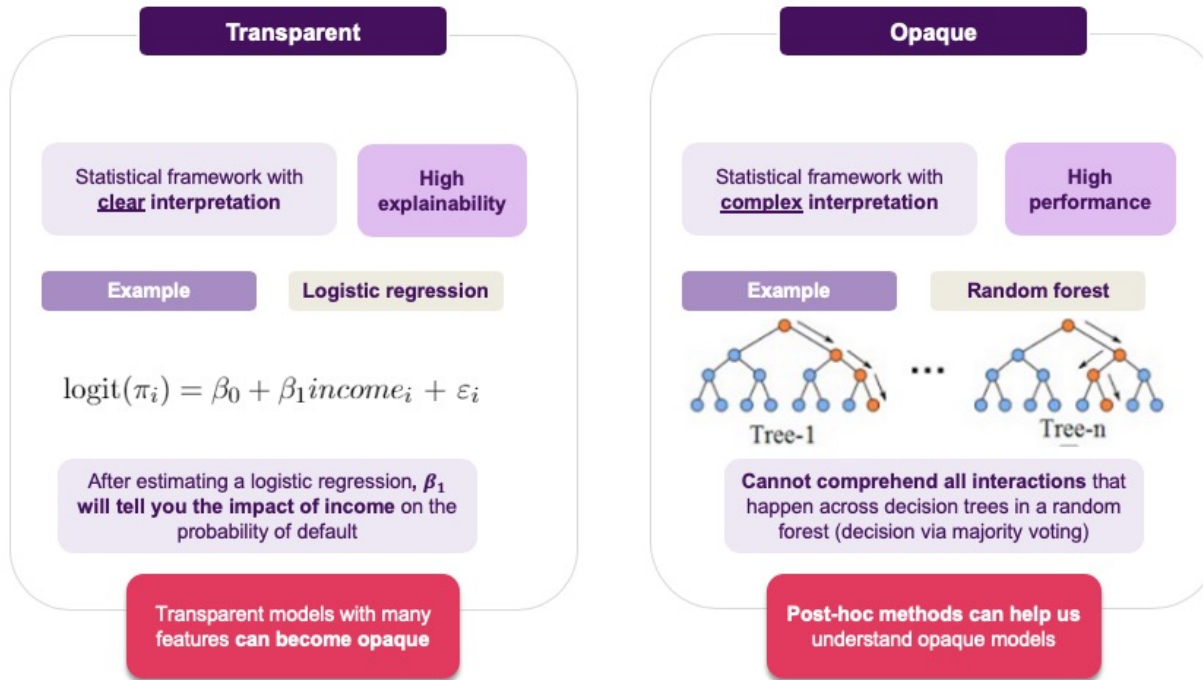 Transparent
Statistical framework with
clear interpretation
High
explainability
Example
Logistic regression
logit(πᵢ) = β₀ + β₁incomeᵢ + εᵢ
After estimating a logistic regression, β₁
will tell you the impact of income on the
probability of default
Transparent models with many
features can become opaque
Opaque
Statistical framework with
complex interpretation
High
performance
Example
Random forest
...
Tree-1
Tree-n
Cannot comprehend all interactions that
happen across decision trees in a random
forest (decision via majority voting)
Post-hoc methods can help us
understand opaque models